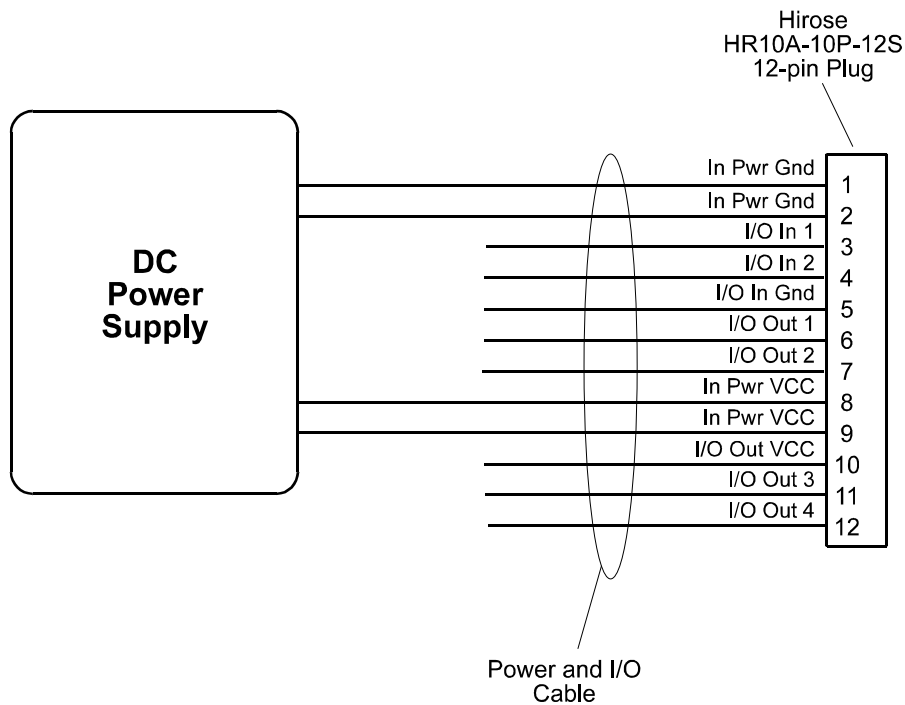 Hirose
HR10A-10P-12S
12-pin Plug
In Pwr Gnd
1
In Pwr Gnd
2
I/O In 1
3
I/O In 2
4
I/O In Gnd
5
I/O Out 1
6
I/O Out 2
7
In Pwr VCC
8
In Pwr VCC
9
I/O Out VCC
10
I/O Out 3
11
I/O Out 4
12
DC
Power
Supply
Power and I/O
Cable